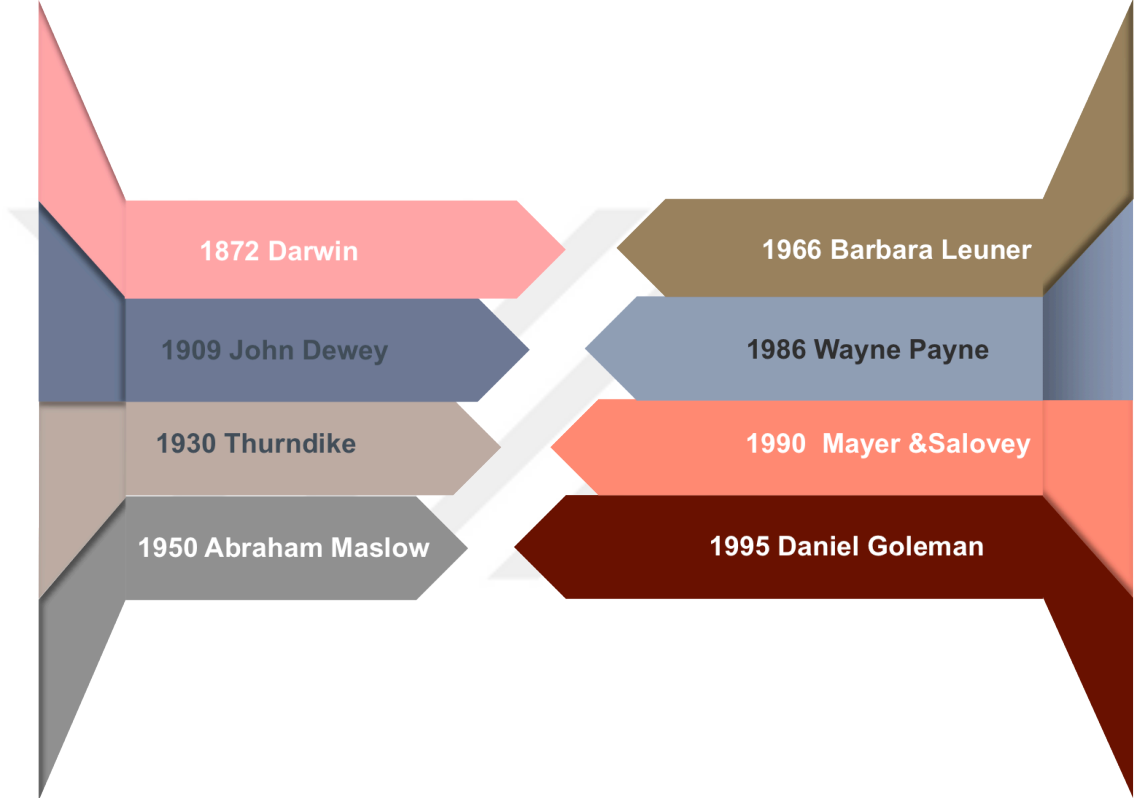 1872 Darwin
1909 John Dewey
1930 Thurndike
1950 Abraham Maslow
1966 Barbara Leuner
1986 Wayne Payne
1990  Mayer &Salovey
1995 Daniel Goleman